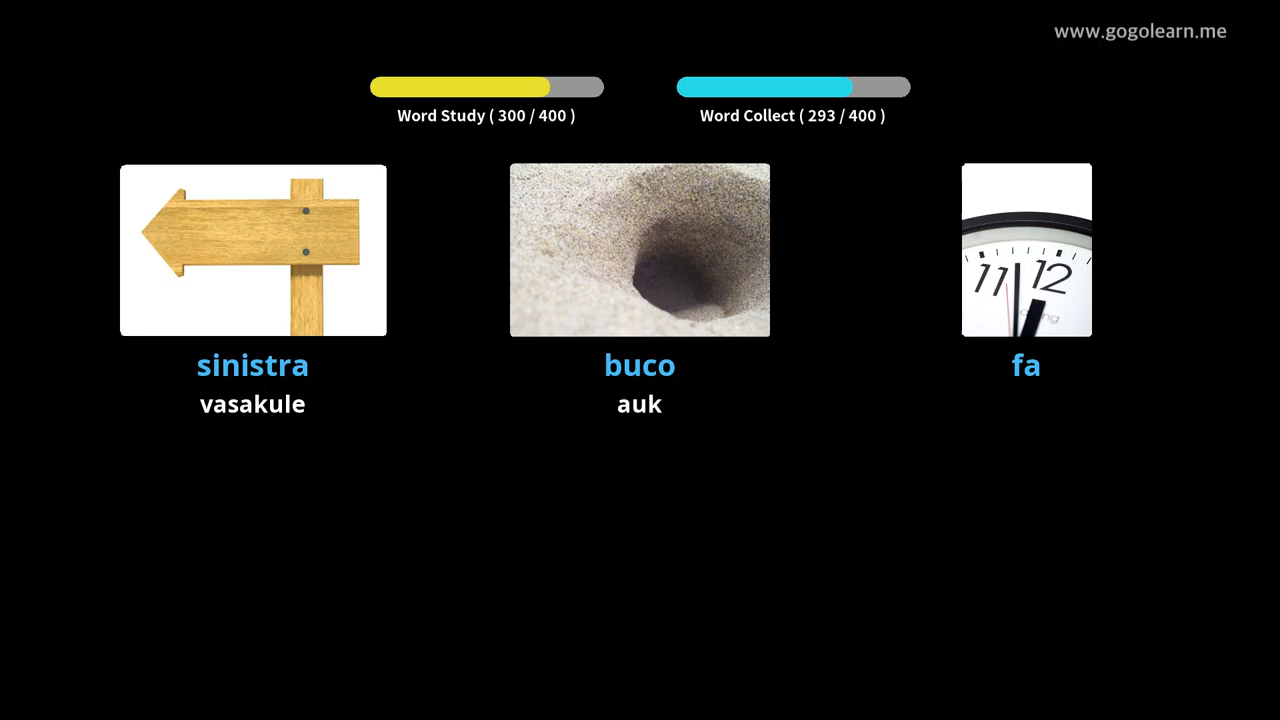 www.gogolearn.me
Word Study ( 300 / 400 )
Word Collect ( 293 / 400 )
11 12
sinistra
vasakule
buco
auk
fa